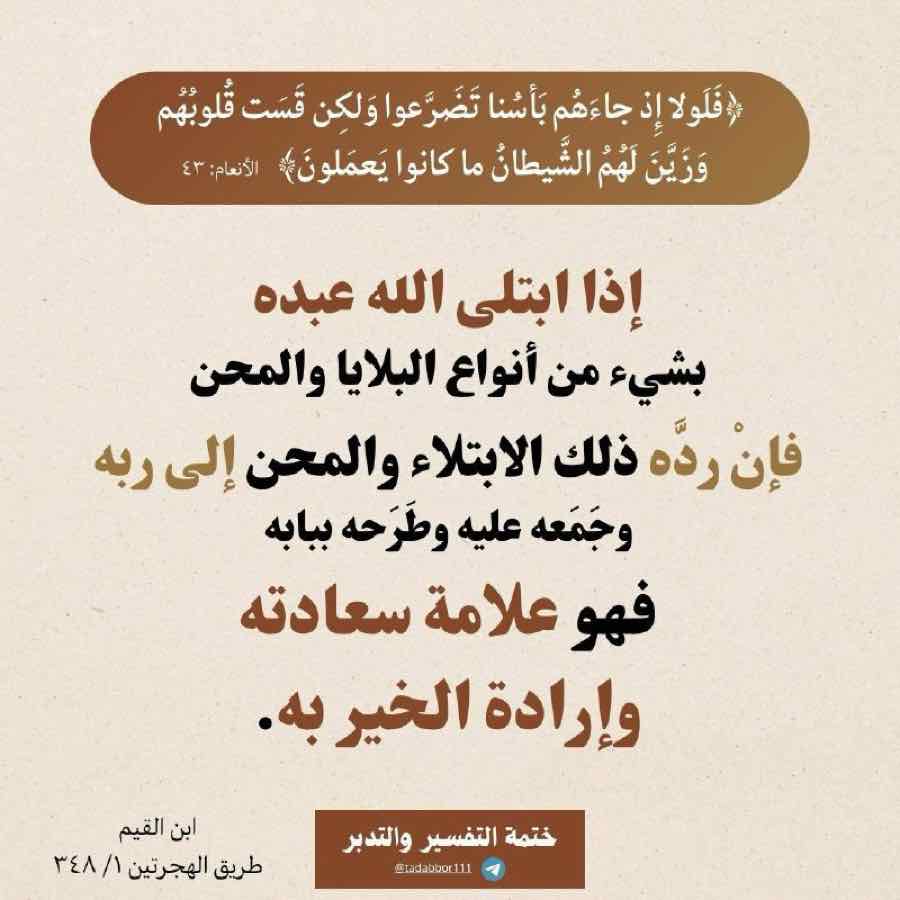 ﴿فَلَولا إِذ جاءَهُم بَأسُنا تَضَرَّعوا وَلكِن قَسَت قُلوبُهُم
وَزَيَّنَ لَهُمُ الشَّيطانُ ما كانوا يَعمَلونَ﴾ الأنعام: ٤٣
إذا ابتلى الله عبده
بشيء من أنواع البلايا والمحن
فإنْ ردَّه ذلك الابتلاء والمحن إلى ربه
وجَمَعه عليه وطَرَحه ببابه
فهو علامة سعادته
وإرادة الخير به.
ابن القيم
طريق الهجرتين ١/ ٣٤٨
ختمة التفسير والتدبر
@tadabbor111